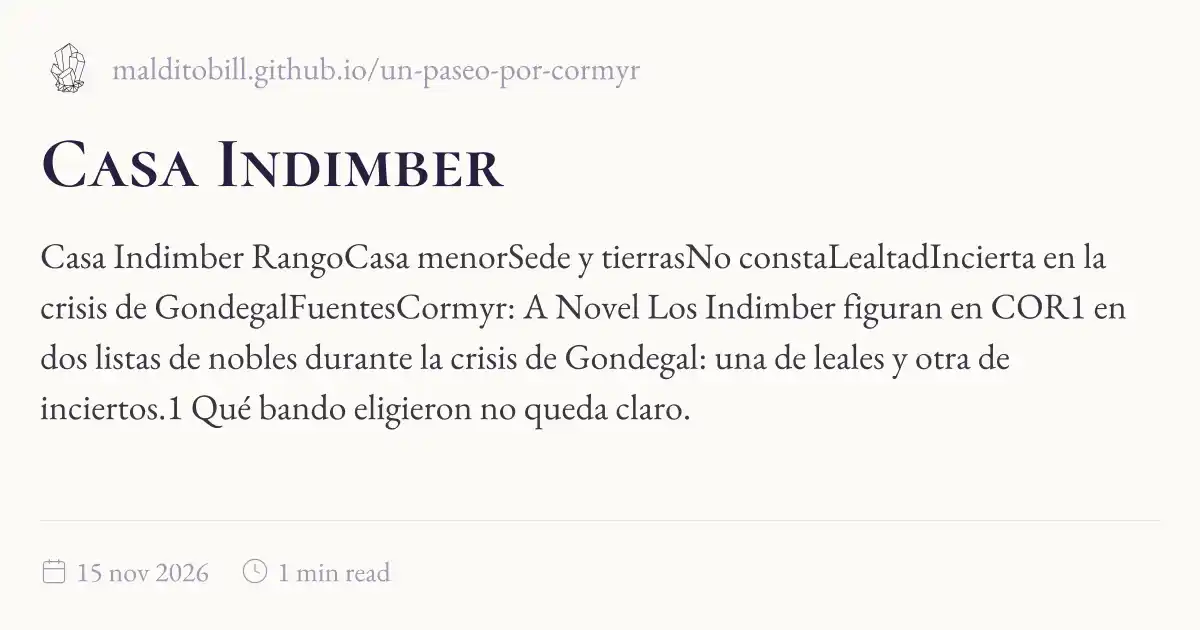 malditobill.github.io/un-paseo-por-cormyr
Casa Indimber
Casa Indimber RangoCasa menorSede y tierrasNo constaLealtadIncierta en la
crisis de GondegalFuentesCormyr: A Novel Los Indimber figuran en COR1 en
dos listas de nobles durante la crisis de Gondegal: una de leales y otra de
inciertos.1 Qué bando eligieron no queda claro.
15 nov 2026
1 min read